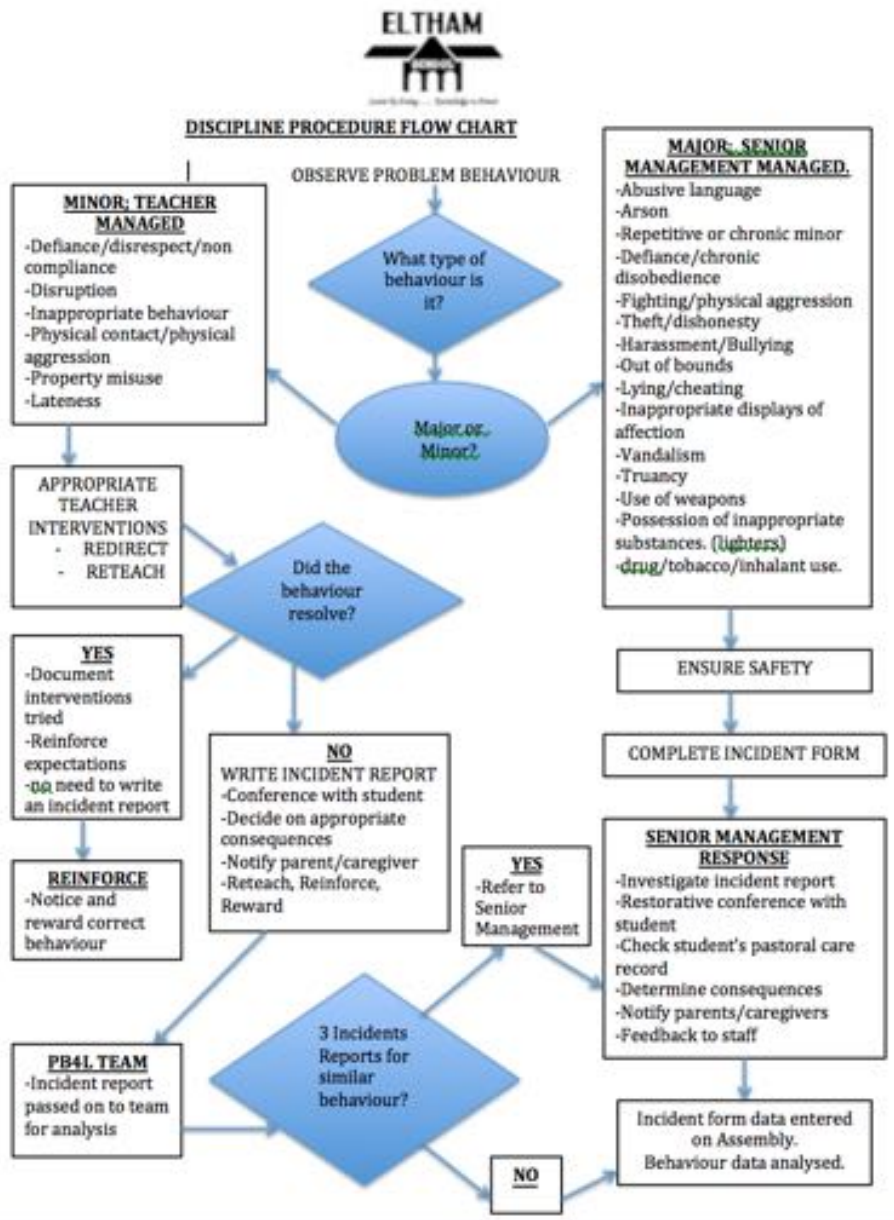 ELTHAM
SCHOOL
DISCIPLINE PROCEDURE FLOW CHART
OBSERVE PROBLEM BEHAVIOUR
What type of
behaviour is
it?
Major or
Minor?
MINOR; TEACHER
MANAGED
-Defiance/disrespect/non
compliance
-Disruption
-Inappropriate behaviour
-Physical contact/physical
aggression
-Property misuse
-Lateness
MAJOR; SENIOR
MANAGEMENT MANAGED.
-Abusive language
-Arson
-Repetitive or chronic minor
-Defiance/chronic
disobedience
-Fighting/physical aggression
-Theft/dishonesty
-Harassment/Bullying
-Out of bounds
-Lying/cheating
-Inappropriate displays of
affection
-Vandalism
-Truancy
-Use of weapons
-Possession of inappropriate
substances. (lighters)
-drug/tobacco/inhalant use.
APPROPRIATE
TEACHER
INTERVENTIONS
- REDIRECT
- RETEACH
Did the
behaviour
resolve?
YES
-Document
interventions
tried
-Reinforce
expectations
-no need to write
an incident report
REINFORCE
-Notice and
reward correct
behaviour
NO
WRITE INCIDENT REPORT
-Conference with student
-Decide on appropriate
consequences
-Notify parent/caregiver
-Reteach, Reinforce,
Reward
PB4L TEAM
-Incident report
passed on to team
for analysis
3 Incidents
Reports for
similar
behaviour?
YES
-Refer to
Senior
Management
NO
ENSURE SAFETY
COMPLETE INCIDENT FORM
SENIOR MANAGEMENT
RESPONSE
-Investigate incident report
-Restorative conference with
student
-Check student's pastoral care
record
-Determine consequences
-Notify parents/caregivers
-Feedback to staff
Incident form data entered
on Assembly.
Behaviour data analysed.